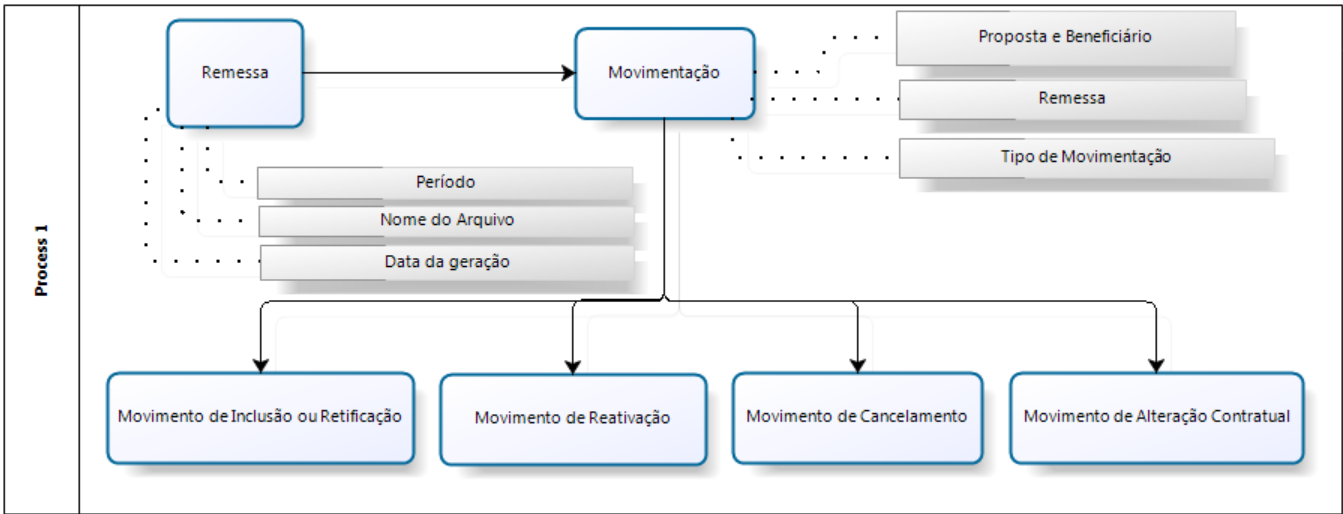 Process 1
Remessa
Movimentação
Proposta e Beneficiário
Remessa
Tipo de Movimentação
Período
Nome do Arquivo
Data da geração
Movimento de Inclusão ou Retificação
Movimento de Reativação
Movimento de Cancelamento
Movimento de Alteração Contratual